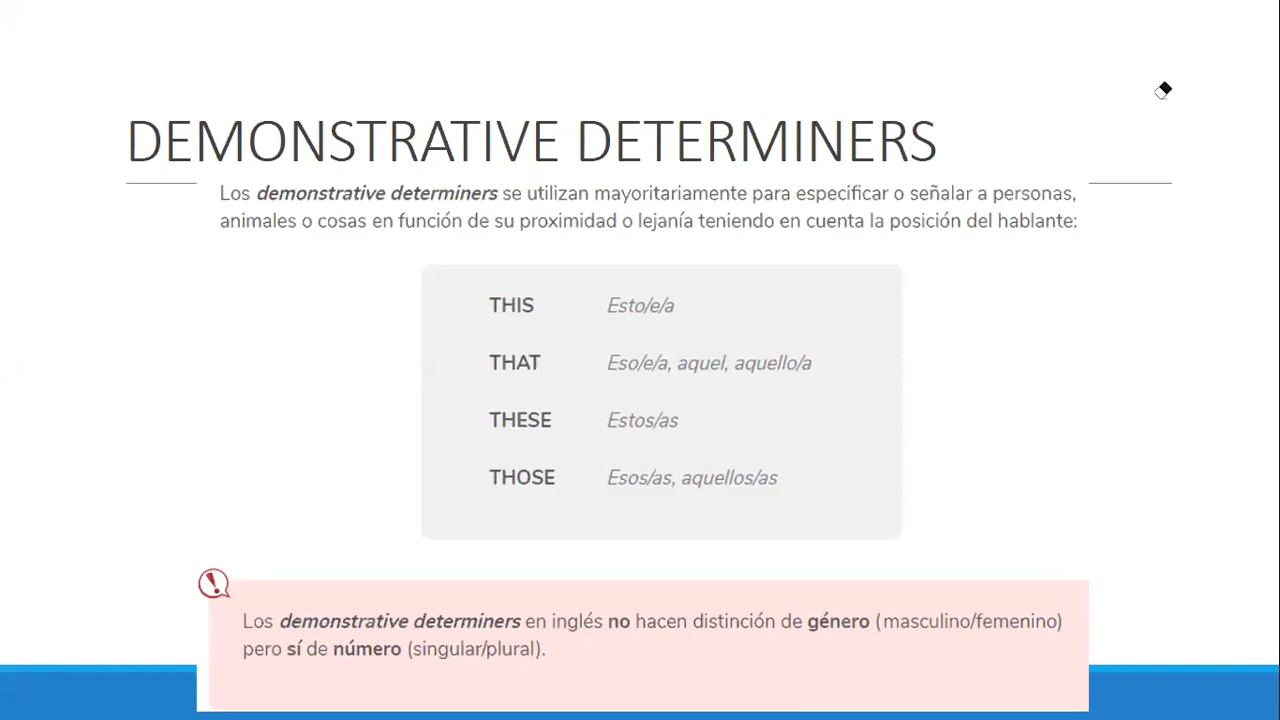 DEMONSTRATIVE DETERMINERS
Los demonstrative determiners se utilizan mayoritariamente para especificar o señalar a personas,
animales o cosas en función de su proximidad o lejanía teniendo en cuenta la posición del hablante:
THIS Esto/e/a
THAT Eso/e/a, aquel, aquello/a
THESE Estos/as
THOSE Esos/as, aquellos/as
Los demonstrative determiners en inglés no hacen distinción de género (masculino/femenino)
pero sí de número (singular/plural).